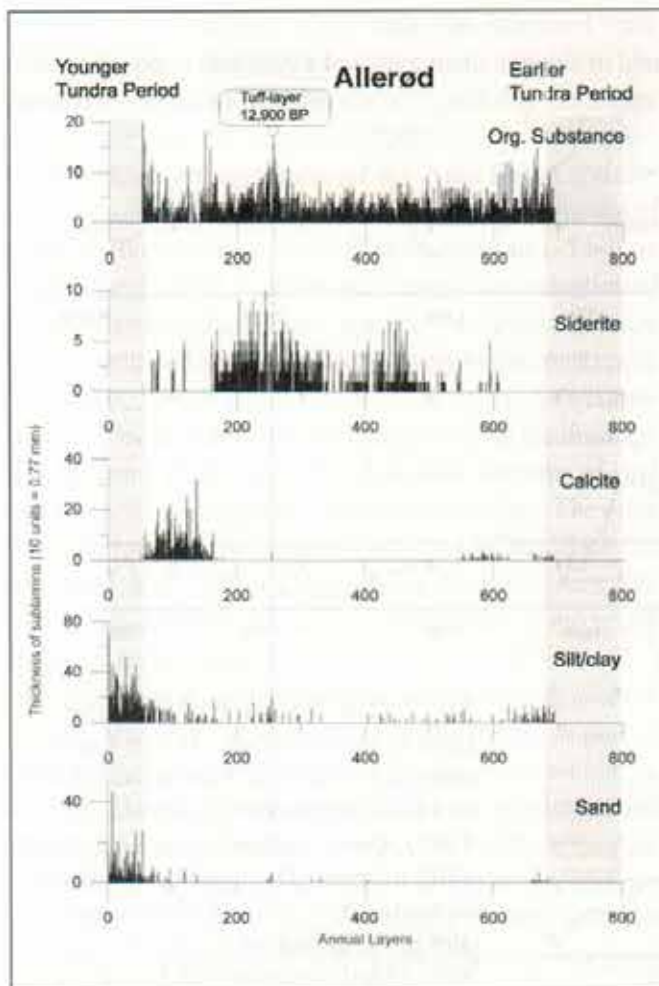 Younger
Tundra Period
Allerød
Earlier
Tundra Period
Tuff-layer
12,900 BP
Org. Substance
20
10
0
0 200 400 600 800
Siderite
10
5
0
0 200 400 600 800
Calcite
40
20
0
0 200 400 600 800
Silt/clay
80
40
0
0 200 400 600 800
Sand
40
0
0 200 400 600 800
Annual Layers
Thickness of sublamina (10 units = 0.77 mm)